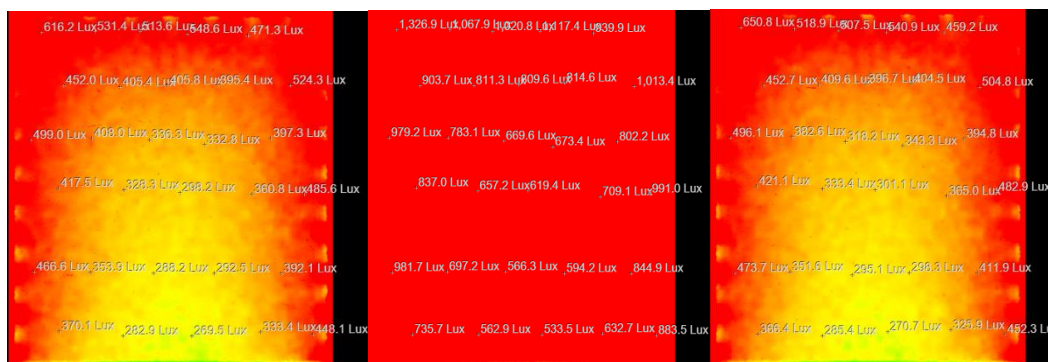 616.2 Lux 531.4 Lux 513.6 Lux 548.6 Lux 471.3 Lux
452.0 Lux 405.4 Lux 405.8 Lux 395.4 Lux 524.3 Lux
499.0 Lux 408.0 Lux 336.3 Lux 332.8 Lux 397.3 Lux
417.5 Lux 328.3 Lux 298.2 Lux 360.8 Lux 485.6 Lux
466.6 Lux 353.9 Lux 288.2 Lux 292.5 Lux 392.1 Lux
370.1 Lux 282.9 Lux 269.5 Lux 333.4 Lux 448.1 Lux
1,326.9 Lux 1,067.9 Lux 1,020.8 Lux 1,117.4 Lux 939.9 Lux
903.7 Lux 811.3 Lux 809.6 Lux 814.6 Lux 1,013.4 Lux
979.2 Lux 783.1 Lux 669.6 Lux 673.4 Lux 802.2 Lux
837.0 Lux 657.2 Lux 619.4 Lux 709.1 Lux 991.0 Lux
981.7 Lux 697.2 Lux 566.3 Lux 594.2 Lux 844.9 Lux
735.7 Lux 562.9 Lux 533.5 Lux 632.7 Lux 883.5 Lux
650.8 Lux 518.9 Lux 507.5 Lux 540.9 Lux 459.2 Lux
452.7 Lux 409.6 Lux 396.7 Lux 404.5 Lux 504.8 Lux
496.1 Lux 382.6 Lux 318.2 Lux 343.3 Lux 394.8 Lux
421.1 Lux 333.4 Lux 301.1 Lux 365.0 Lux 482.9 Lux
473.7 Lux 351.6 Lux 295.1 Lux 298.3 Lux 411.9 Lux
366.4 Lux 285.4 Lux 270.7 Lux 325.9 Lux 452.3 Lux